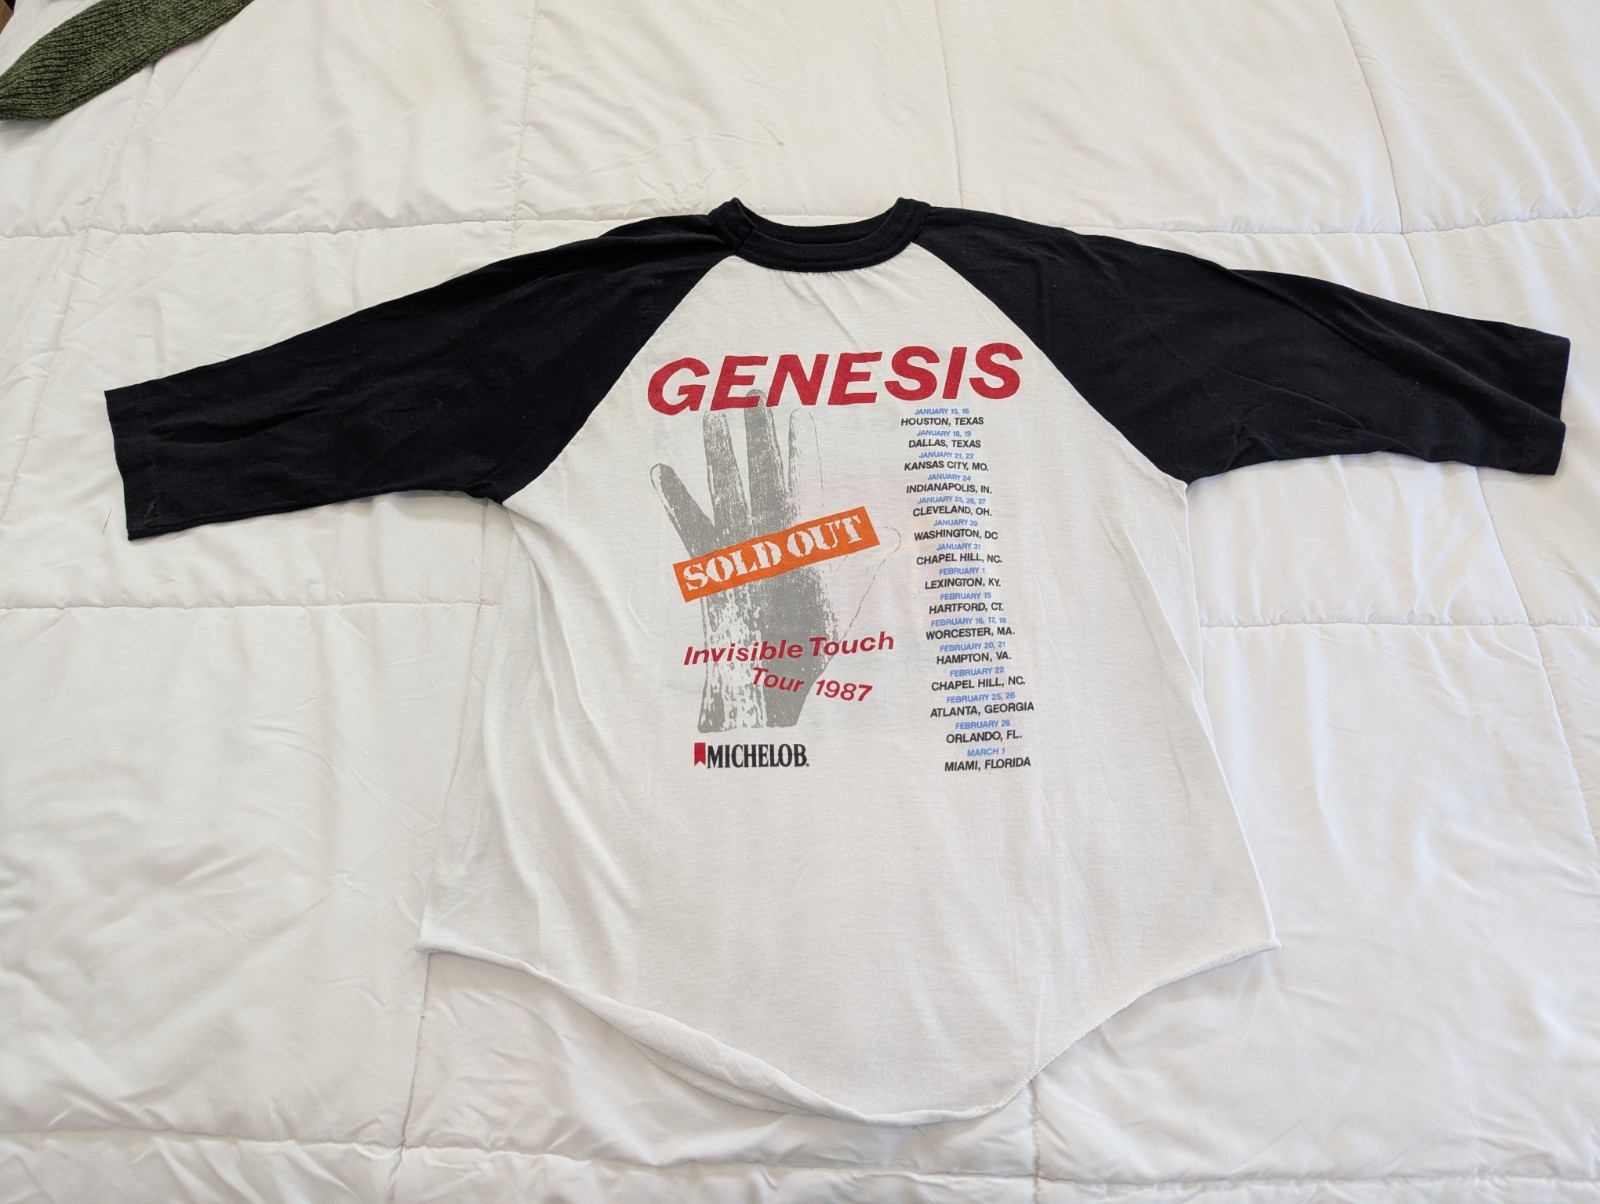 GENESIS
SOLD OUT
Invisible Touch
Tour 1987
MICHELOB.
JANUARY 15, 16
HOUSTON, TEXAS
JANUARY 18, 19
DALLAS, TEXAS
JANUARY 21, 22
KANSAS CITY, MO.
JANUARY 24
INDIANAPOLIS, IN.
JANUARY 25, 26, 27
CLEVELAND, OH.
JANUARY 29
WASHINGTON, DC
JANUARY 31
CHAPEL HILL, NC.
FEBRUARY 1
LEXINGTON, KY.
FEBRUARY 15
HARTFORD, CT.
FEBRUARY 16, 17, 18
WORCESTER, MA.
FEBRUARY 20, 21
HAMPTON, VA.
FEBRUARY 22
CHAPEL HILL, NC.
FEBRUARY 25, 26
ATLANTA, GEORGIA
FEBRUARY 28
ORLANDO, FL.
MARCH 1
MIAMI, FLORIDA